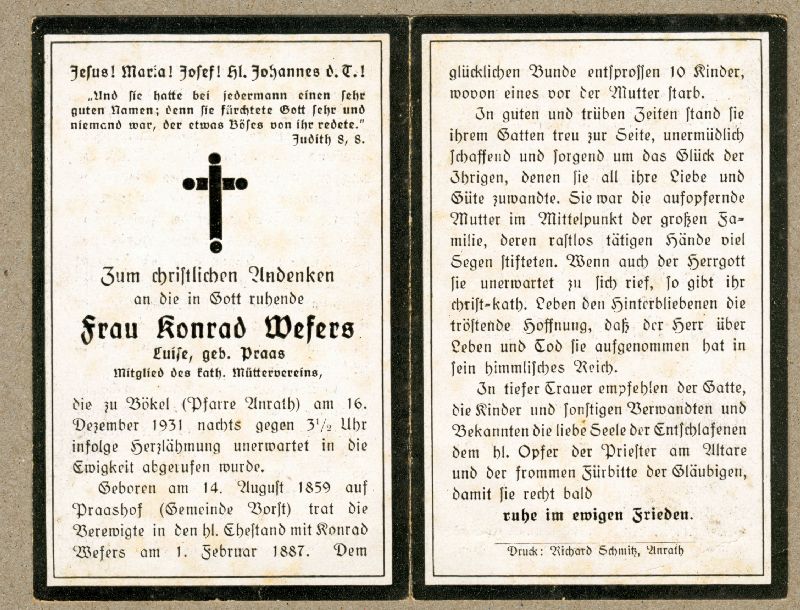 Jesus! Maria! Josef! Hl. Johannes d. T.!
„Und sie hatte bei jedermann einen sehr
guten Namen; denn sie fürchtete Gott sehr und
niemand war, der etwas Böses von ihr redete.“
Judith 8, 8.
Zum christlichen Andenken
an die in Gott ruhende
Frau Konrad Wefers
Luise, geb. Praas
Mitglied des kath. Müttervereins,
die zu Vökel (Pfarre Anrath) am 16.
Dezember 1931 nachts gegen 3½ Uhr
infolge Herzlähmung unerwartet in die
Ewigkeit abgerufen wurde.
Geboren am 14. August 1859 auf
Praashof (Gemeinde Vorst) trat die
Verewigte in den hl. Ehestand mit Konrad
Wefers am 1. Februar 1887. Dem
glücklichen Bunde entsprossen 10 Kinder,
wovon eines vor der Mutter starb.
In guten und trüben Zeiten stand sie
ihrem Gatten treu zur Seite, unermüdlich
schaffend und sorgend um das Glück der
Ihrigen, denen sie all ihre Liebe und
Güte zuwandte. Sie war die aufopfernde
Mutter im Mittelpunkt der großen Fa-
milie, deren rastlos tätigen Hände viel
Segen stifteten. Wenn auch der Herrgott
sie unerwartet zu sich rief, so gibt ihr
christ-kath. Leben den Hinterbliebenen die
tröstende Hoffnung, daß der Herr über
Leben und Tod sie aufgenommen hat in
sein himmlisches Reich.
In tiefer Trauer empfehlen der Gatte,
die Kinder und sonstigen Verwandten und
Bekannten die liebe Seele der Entschlafenen
dem hl. Opfer der Priester am Altare
und der frommen Fürbitte der Gläubigen,
damit sie recht bald
ruhe im ewigen Frieden.
Druck: Richard Schmitz, Anrath